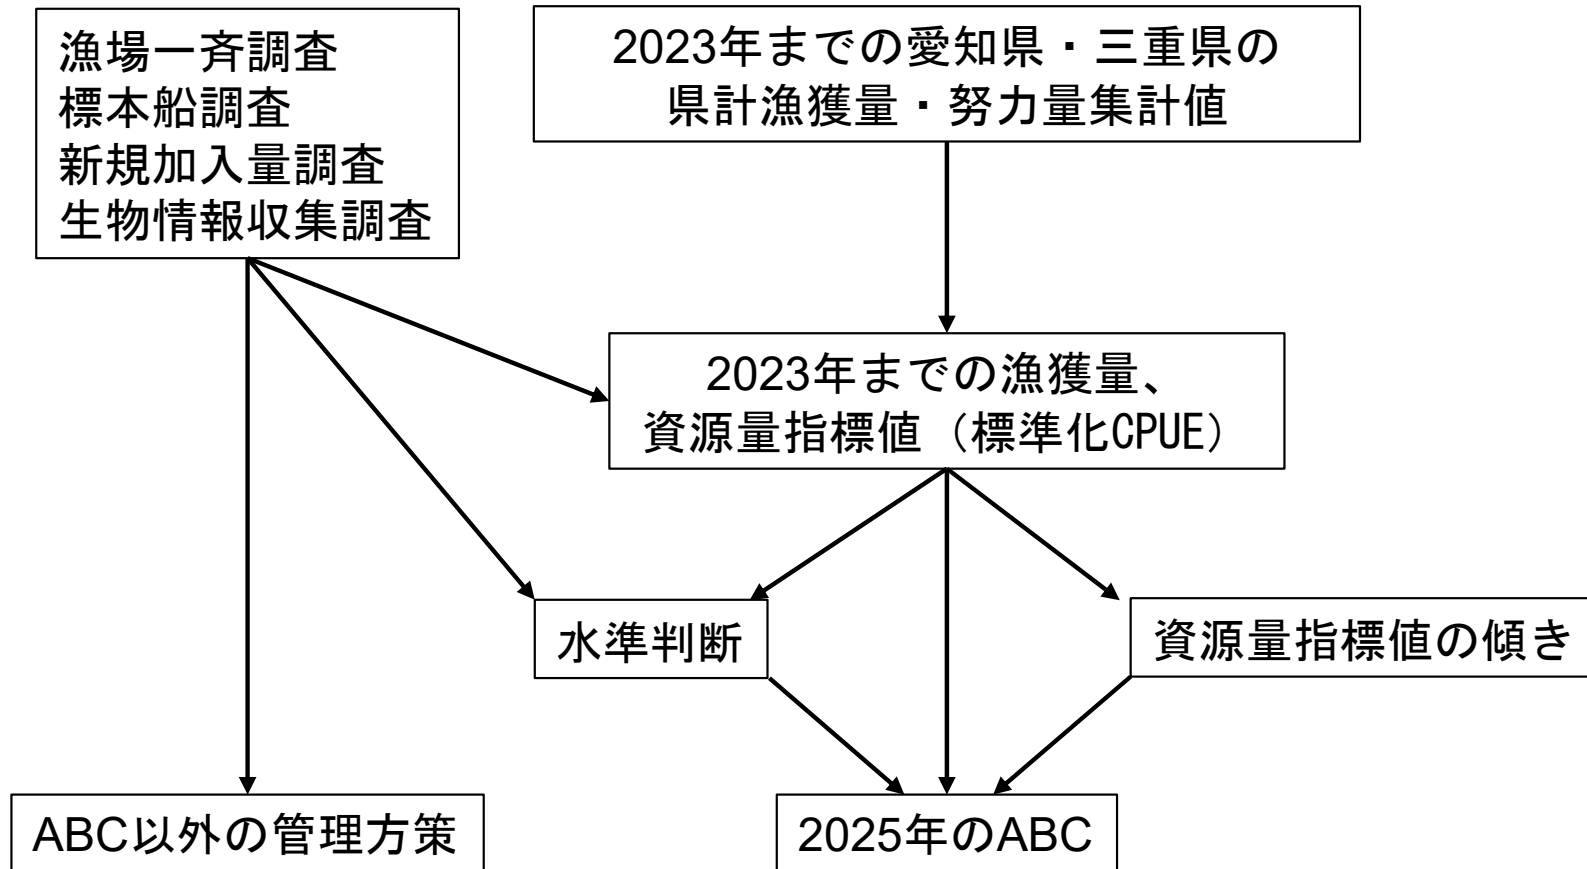 漁場一斉調査
標本船調査
新規加入量調査
生物情報収集調査
2023年までの愛知県・三重県の
県計漁獲量・努力量集計値
2023年までの漁獲量、
資源量指標値（標準化CPUE）
水準判断
資源量指標値の傾き
ABC以外の管理方策
2025年のABC